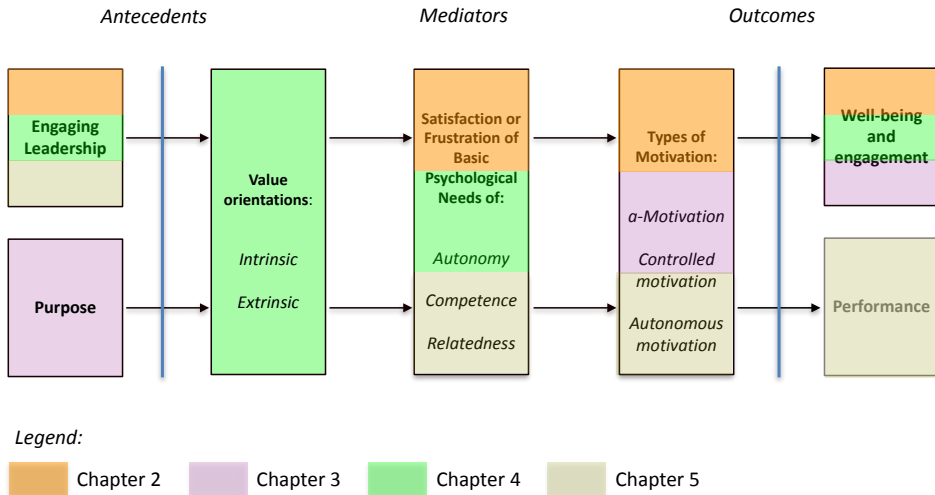 Antecedents
Mediators
Outcomes
Engaging
Leadership
Purpose
Value
orientations:
Intrinsic
Extrinsic
Satisfaction or
Frustration of
Basic
Psychological
Needs of:
Autonomy
Competence
Relatedness
Types of
Motivation:
a-Motivation
Controlled
motivation
Autonomous
motivation
Well-being
and
engagement
Performance
Legend:
Chapter 2
Chapter 3
Chapter 4
Chapter 5